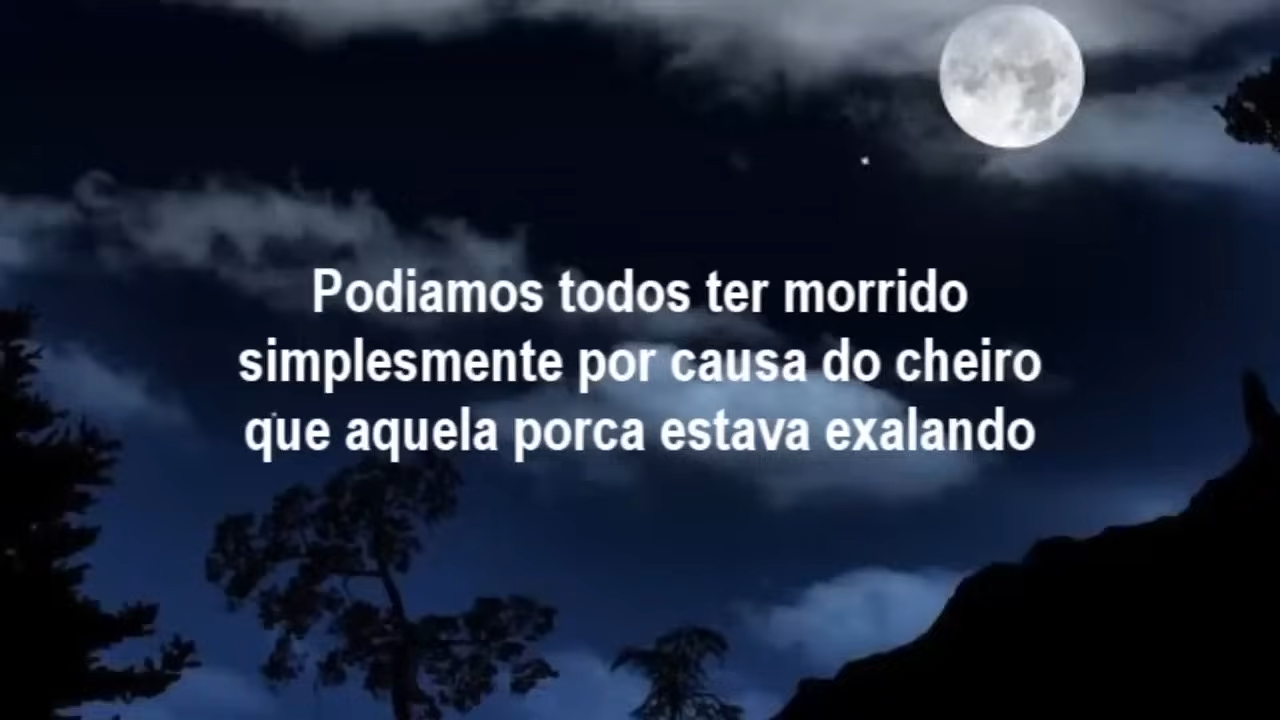 Podiamos todos ter morrido
simplesmente por causa do cheiro
que aquela porca estava exalando